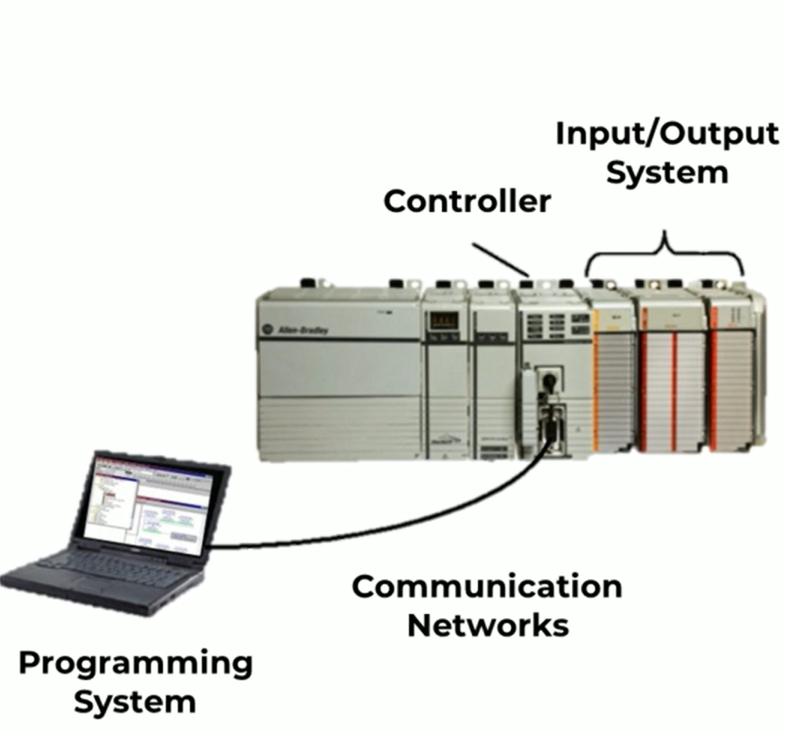 Input/Output
System
Controller
Allen-Bradley
Communication
Networks
Programming
System